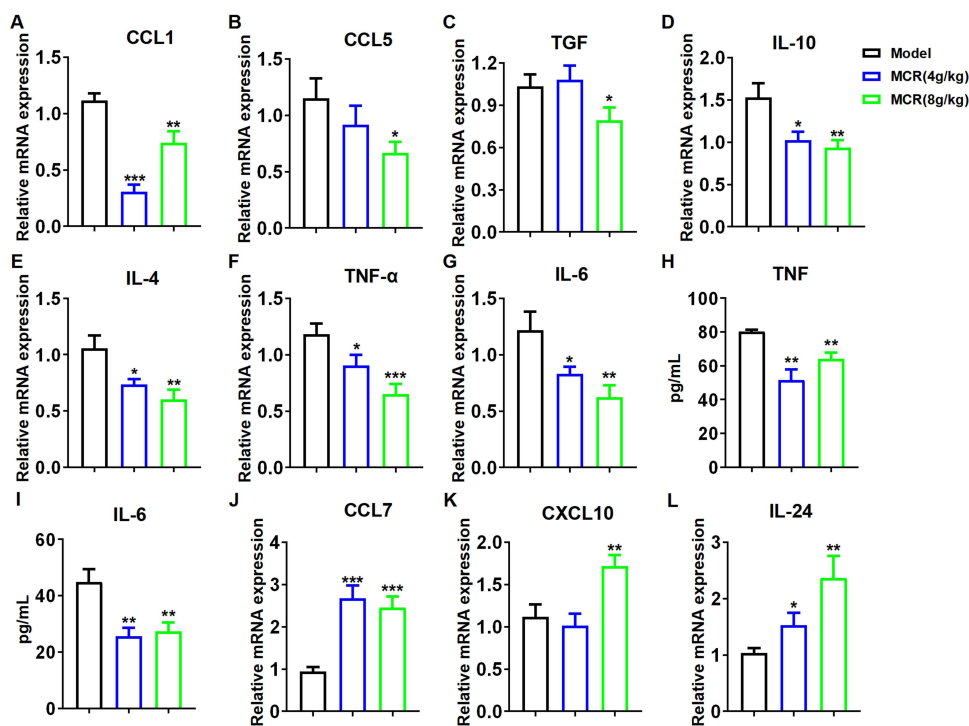 A
CCL1
Relative mRNA expression
1.5
1.0
0.5
0.0
***
**
B
CCL5
Relative mRNA expression
1.5
1.0
0.5
0.0
*
C
TGF
Relative mRNA expression
1.2
0.9
0.6
0.3
0.0
*
D
IL-10
Relative mRNA expression
2.0
1.5
1.0
0.5
0.0
*
**
Model
MCR(4g/kg)
MCR(8g/kg)
E
IL-4
Relative mRNA expression
1.5
1.0
0.5
0.0
*
**
F
TNF-α
Relative mRNA expression
1.5
1.0
0.5
0.0
*
***
G
IL-6
Relative mRNA expression
1.5
1.0
0.5
0.0
*
**
H
TNF
pg/mL
100
80
60
40
20
0
**
**
I
IL-6
pg/mL
60
40
20
0
**
**
J
CCL7
Relative mRNA expression
4
3
2
1
0
***
***
K
CXCL10
Relative mRNA expression
2.0
1.5
1.0
0.5
0.0
**
L
IL-24
Relative mRNA expression
3
2
1
0
*
**